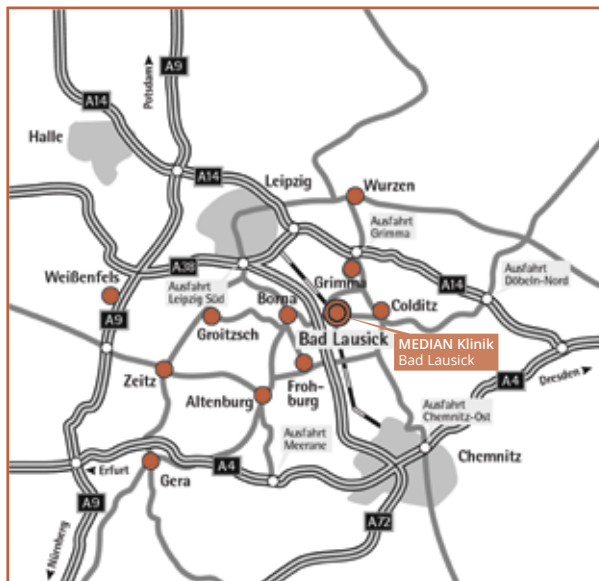 A9
Potsdam
A14
Halle
A14
Leipzig
Wurzen
Ausfahrt
Grimma
A38
Grimma
A14
Ausfahrt
Döbeln-Nord
Weißenfels
Ausfahrt
Leipzig Süd
Borna
Colditz
A9
Groitzsch
Bad Lausick
MEDIAN Klinik
Bad Lausick
Zeitz
Froh-
burg
A4
Dresden
Altenburg
Ausfahrt
Chemnitz-Ost
Ausfahrt
Meerane
Chemnitz
Erfurt
Gera
A4
A9
A72
Nürnberg